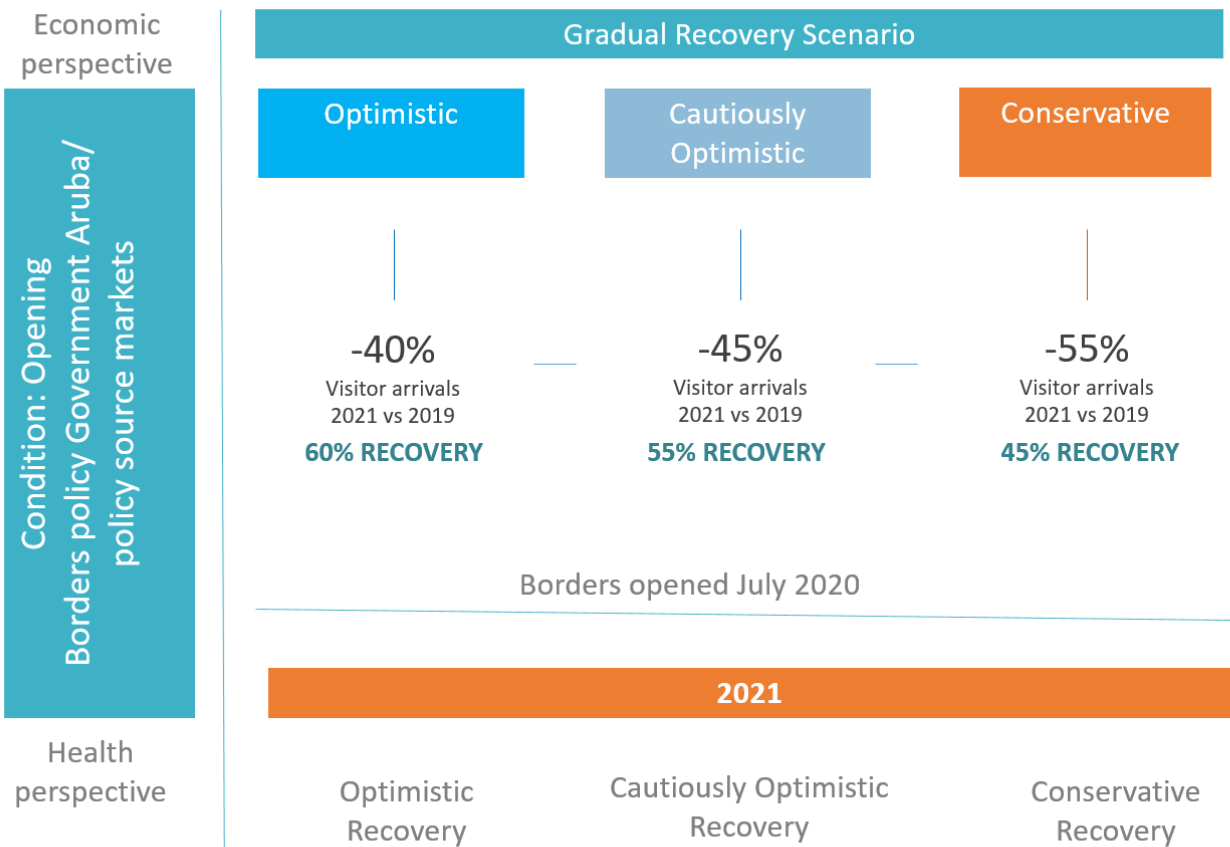 Economic
perspective
Gradual Recovery Scenario
Condition: Opening
Borders policy Government Aruba/
policy source markets
Optimistic
Cautiously
Optimistic
Conservative
-40%
Visitor arrivals
2021 vs 2019
60% RECOVERY
-45%
Visitor arrivals
2021 vs 2019
55% RECOVERY
-55%
Visitor arrivals
2021 vs 2019
45% RECOVERY
Borders opened July 2020
2021
Health
perspective
Optimistic
Recovery
Cautiously Optimistic
Recovery
Conservative
Recovery